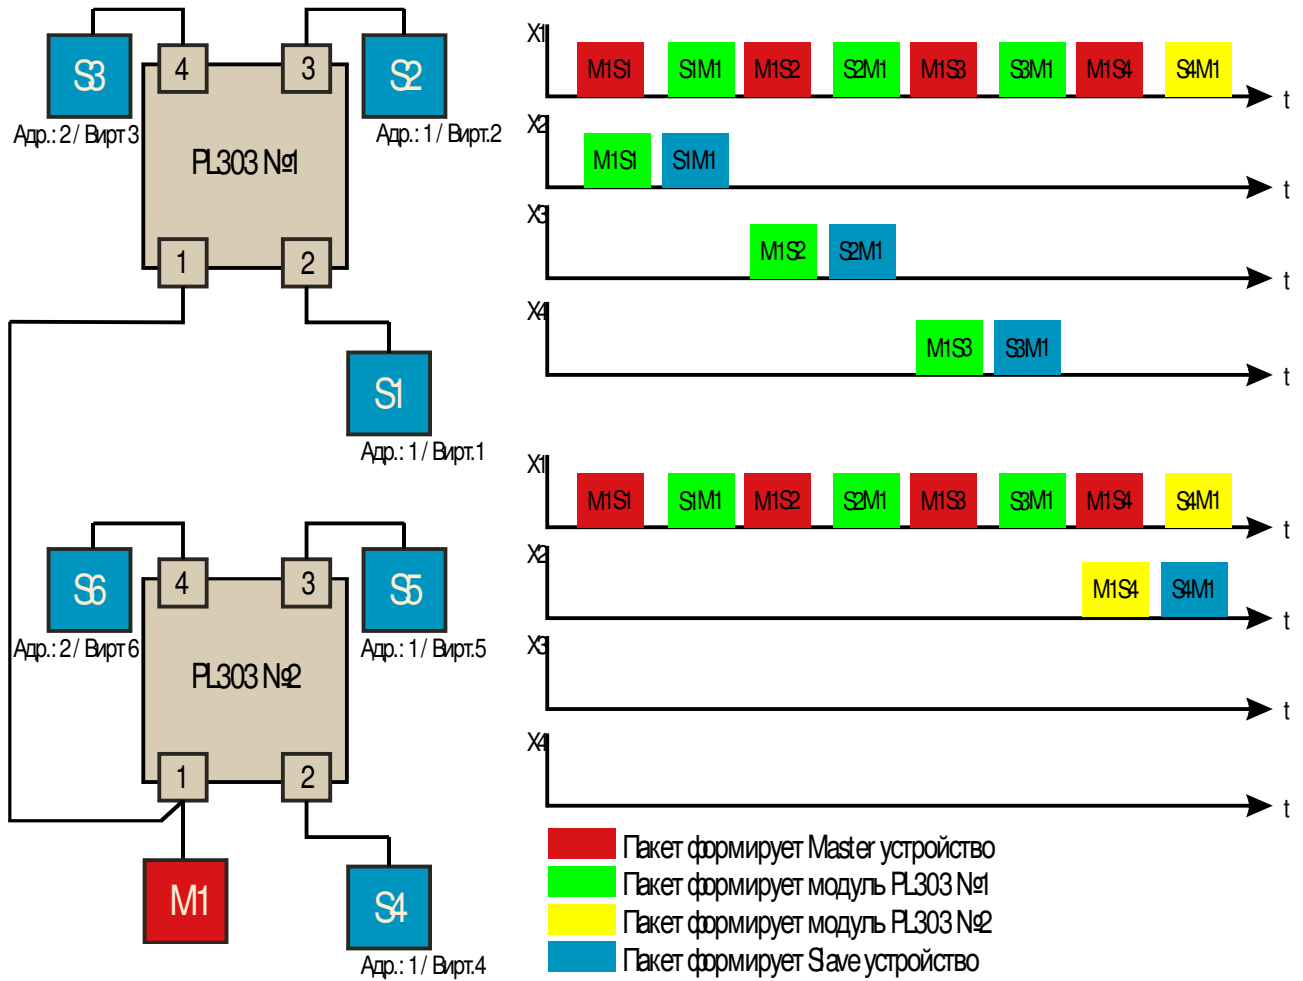 S3
4
3
S2
Адр.: 2 / Вирт 3
Адр.: 1 / Вирт.2
PL303 №1
1
2
S1
Адр.: 1 / Вирт.1
S6
4
3
S5
Адр.: 2 / Вирт 6
Адр.: 1 / Вирт.5
PL303 №2
1
2
M1
S4
Адр.: 1 / Вирт.4
X1
M1S1 S1M1 M1S2 S2M1 M1S3 S3M1 M1S4 S4M1
t
X2
M1S1 S1M1
t
X3
M1S2 S2M1
t
X4
M1S3 S3M1
t
X1
M1S1 S1M1 M1S2 S2M1 M1S3 S3M1 M1S4 S4M1
t
X2
M1S4 S4M1
t
X3
t
X4
t
Пакет формирует Master устройство
Пакет формирует модуль PL303 №1
Пакет формирует модуль PL303 №2
Пакет формирует Slave устройство